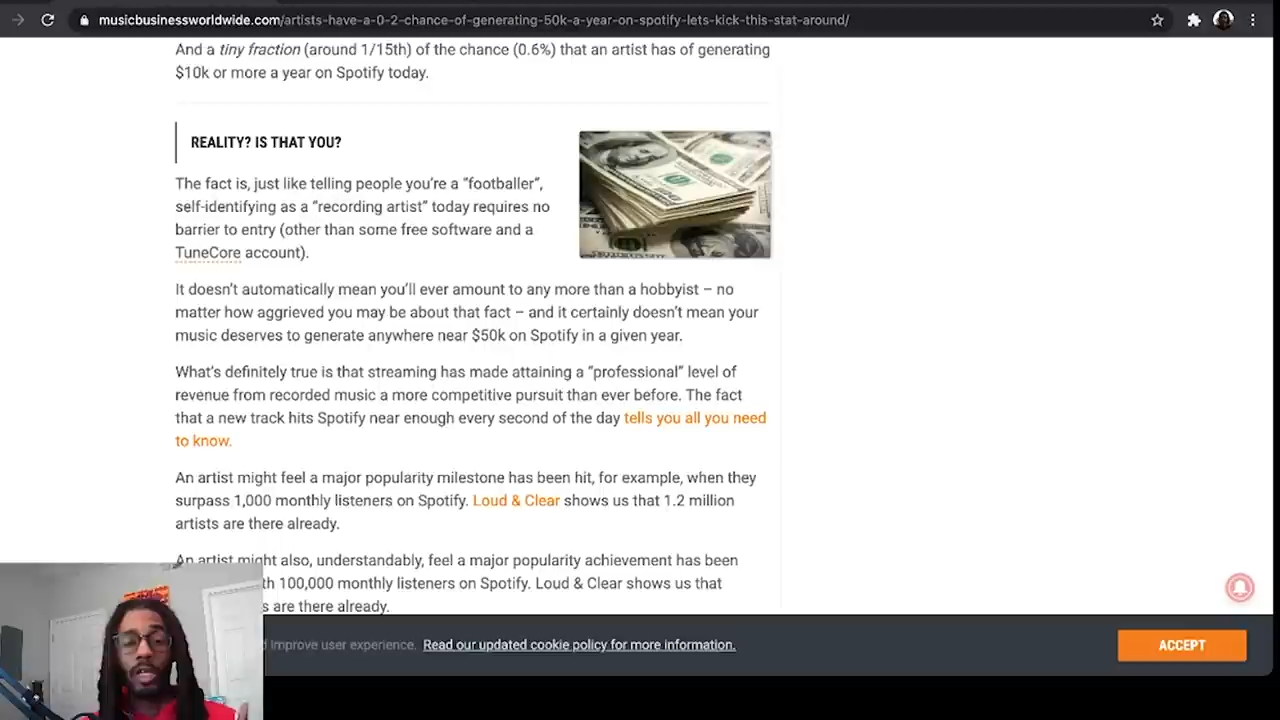 musicbusinessworldwide.com/artists-have-a-0-2-chance-of-generating-50k-a-year-on-spotify-lets-kick-this-stat-around/
And a tiny fraction (around 1/15th) of the chance (0.6%) that an artist has of generating
$10k or more a year on Spotify today.
REALITY? IS THAT YOU?
The fact is, just like telling people you’re a “footballer”,
self-identifying as a “recording artist” today requires no
barrier to entry (other than some free software and a
TuneCore account).
It doesn’t automatically mean you’ll ever amount to any more than a hobbyist – no
matter how aggrieved you may be about that fact – and it certainly doesn’t mean your
music deserves to generate anywhere near $50k on Spotify in a given year.
What’s definitely true is that streaming has made attaining a “professional” level of
revenue from recorded music a more competitive pursuit than ever before. The fact
that a new track hits Spotify near enough every second of the day tells you all you need
to know.
An artist might feel a major popularity milestone has been hit, for example, when they
surpass 1,000 monthly listeners on Spotify. Loud & Clear shows us that 1.2 million
artists are there already.
An artist might also, understandably, feel a major popularity achievement has been
100,000 monthly listeners on Spotify. Loud & Clear shows us that
are there already.
improve user experience. Read our updated cookie policy for more information.
ACCEPT